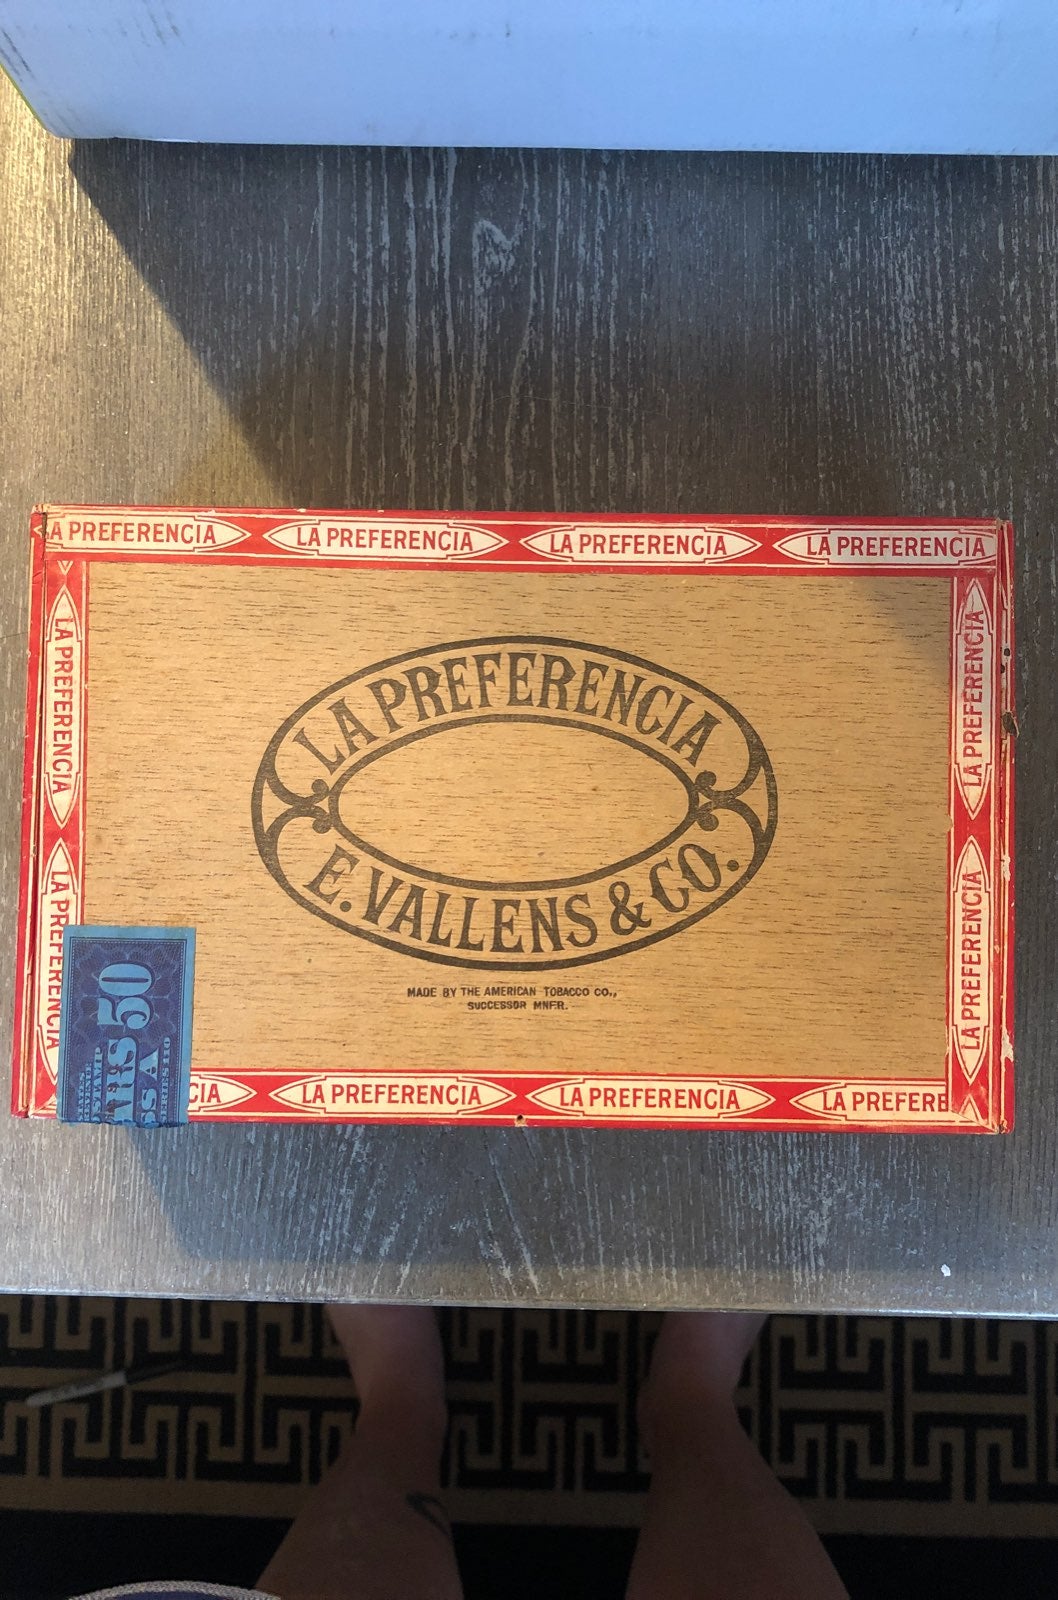 LA PREFERENCIA LA PREFERENCIA LA PREFERENCIA LA PREFERENCIA
LA PREFERENCIA
LA PREFERENCIA
LA PREFERENCIA
LA PREFERENCIA
LA PREFERENCIA
E. VALLENS & CO.
MADE BY THE AMERICAN TOBACCO CO.,
SUCCESSOR MNFR.
50
CIA LA PREFERENCIA LA PREFERENCIA LA PREFERE